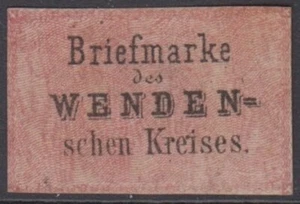 Briefmarke
des
WENDEN=
schen Kreises.